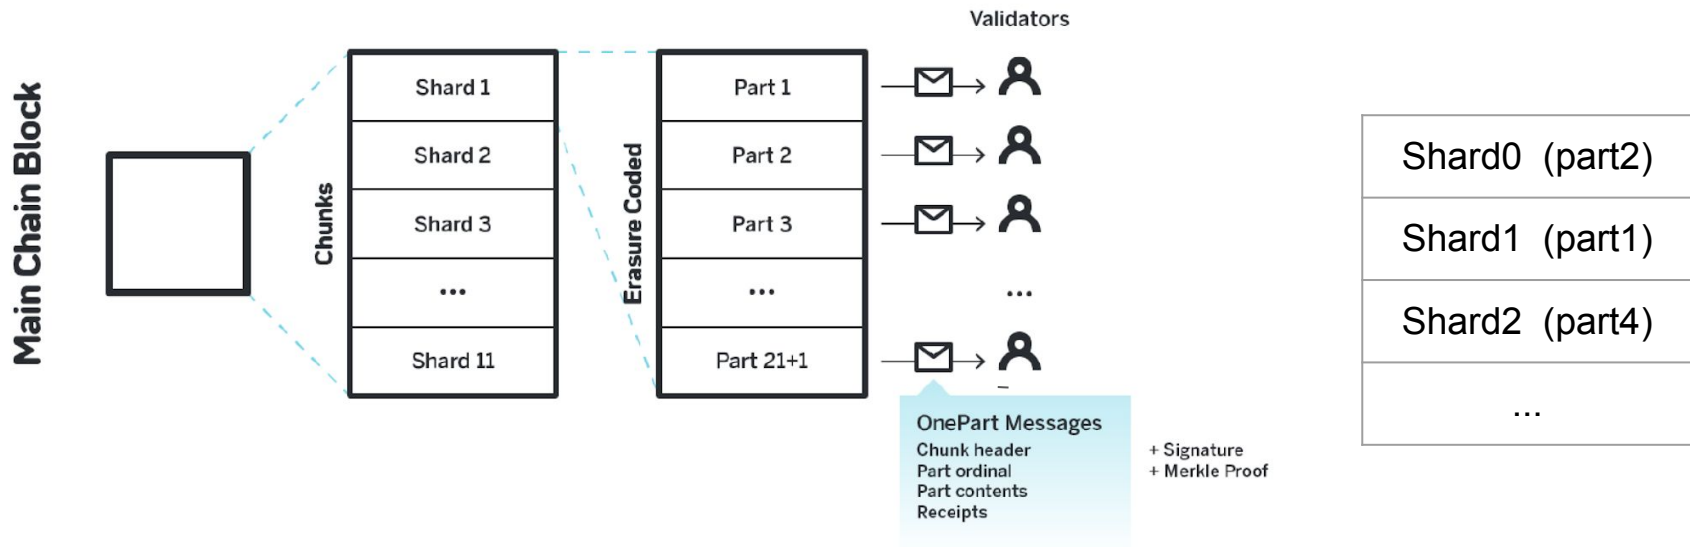 Main Chain Block
Chunks
Shard 1
Shard 2
Shard 3
...
Shard 11
Erasure Coded
Part 1
Part 2
Part 3
...
Part 21+1
Validators
...
OnePart Messages
Chunk header
Part ordinal
Part contents
Receipts
+ Signature
+ Merkle Proof
Shard0 (part2)
Shard1 (part1)
Shard2 (part4)
...